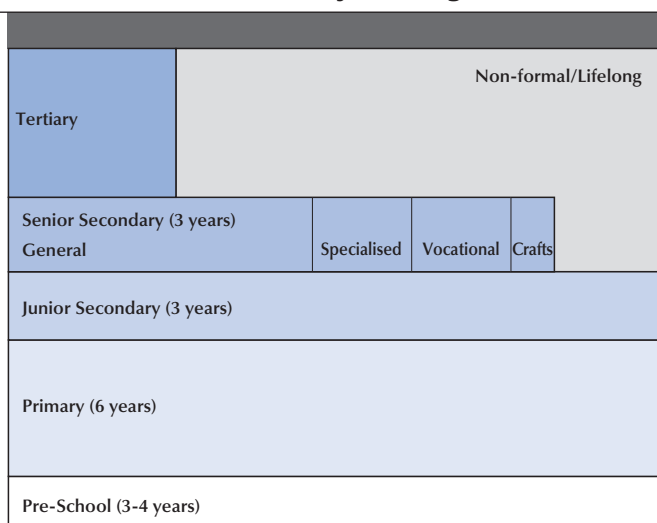 Non-formal/Lifelong
Tertiary
Senior Secondary (3 years)
General
Specialised
Vocational
Crafts
Junior Secondary (3 years)
Primary (6 years)
Pre-School (3-4 years)